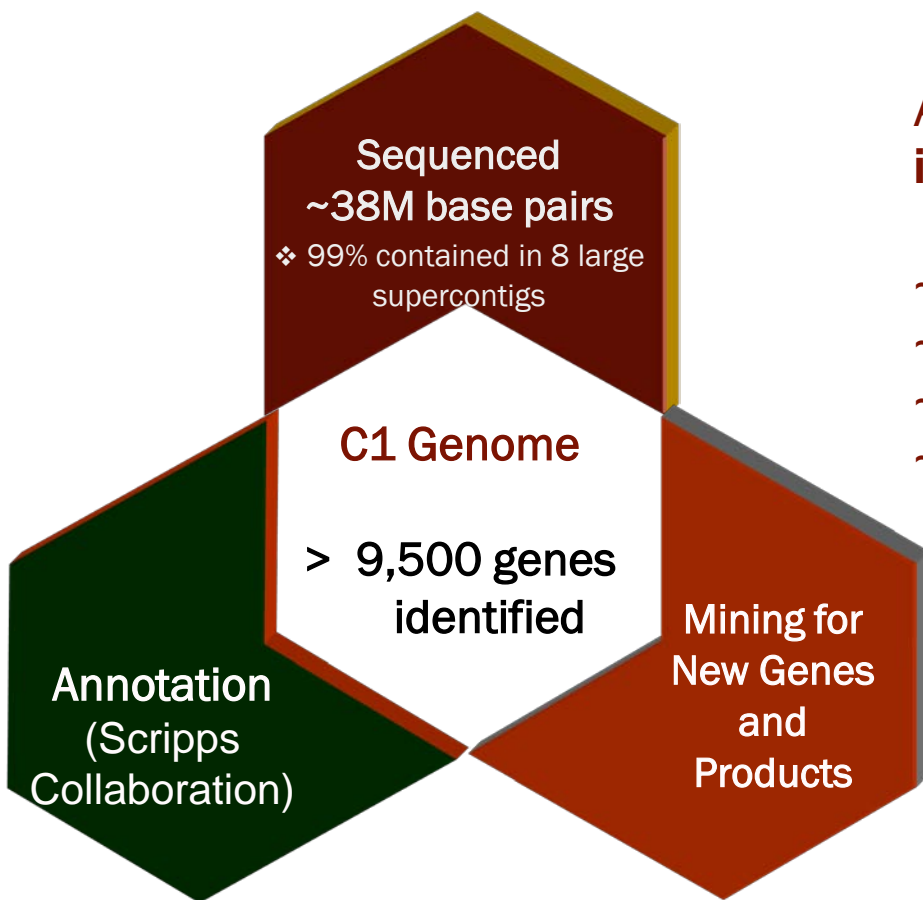 Sequenced
~38M base pairs
❖ 99% contained in 8 large
supercontigs
C1 Genome
> 9,500 genes
identified
Annotation
(Scripps
Collaboration)
Mining for
New Genes
and
Products
A
i
~
~
~
~